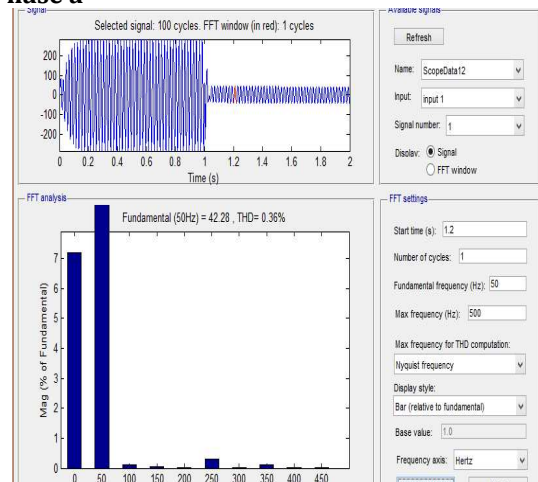 Signal
Selected signal: 100 cycles. FFT window (in red): 1 cycles
200
100
0
-100
-200
0 0.2 0.4 0.6 0.8 1 1.2 1.4 1.6 1.8 2
Time (s)
Available signals
Refresh
Name: ScopeData12
Input: input 1
Signal number: 1
Display: Signal
FFT window
FFT analysis
Fundamental (50Hz) = 42.28 , THD= 0.36%
Mag (% of Fundamental)
7
6
5
4
3
2
1
0
0 50 100 150 200 250 300 350 400 450
FFT settings
Start time (s): 1.2
Number of cycles: 1
Fundamental frequency (Hz): 50
Max frequency (Hz): 500
Max frequency for THD computation:
Nyquist frequency
Display style:
Bar (relative to fundamental)
Base value: 1.0
Frequency axis: Hertz